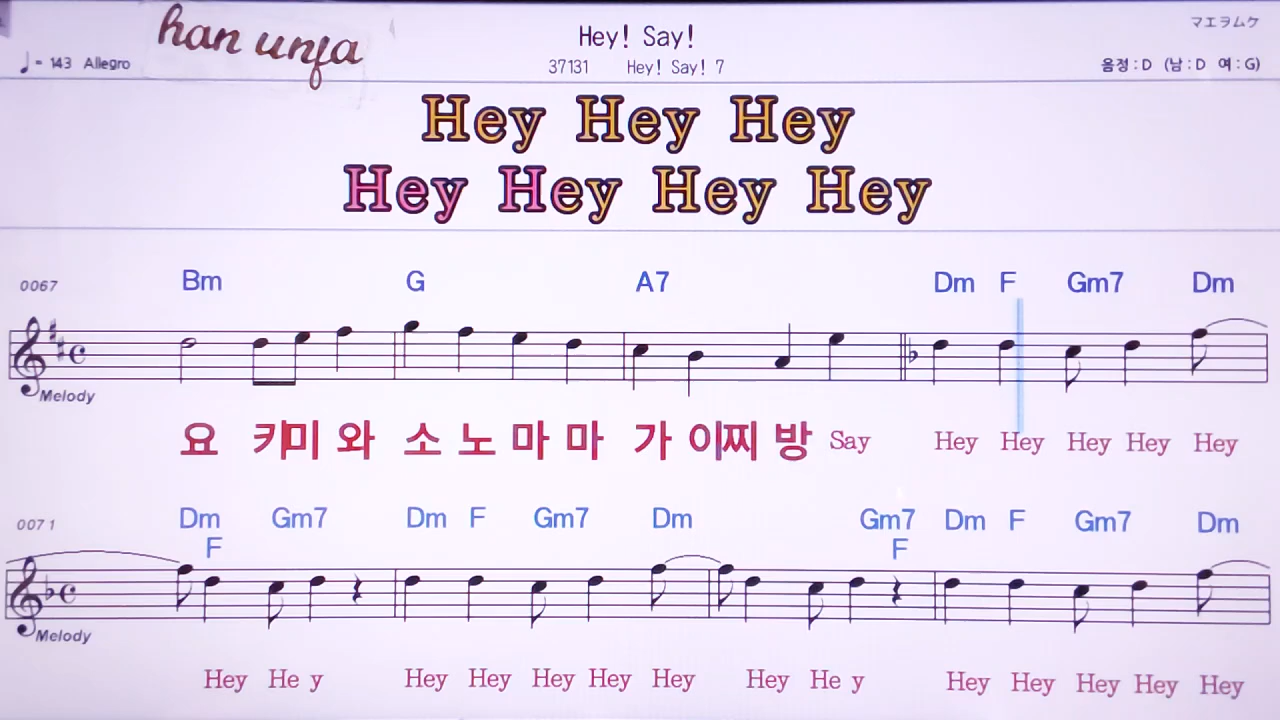 han unfa
Hey! Say!
マエヲムケ
♩= 143 Allegro
37131 Hey! Say! 7
음정:D (남:D 여:G)
Hey Hey Hey
Hey Hey Hey Hey
0067 Bm G A7 Dm F Gm7 Dm
Melody
요 키미 와 소 노 마 마 가 이찌 방 Say Hey Hey Hey Hey Hey
0071 Dm Gm7 Dm F Gm7 Dm Gm7 Dm F Gm7 Dm
F F
Melody
Hey He y Hey Hey Hey Hey Hey Hey He y Hey Hey Hey Hey Hey